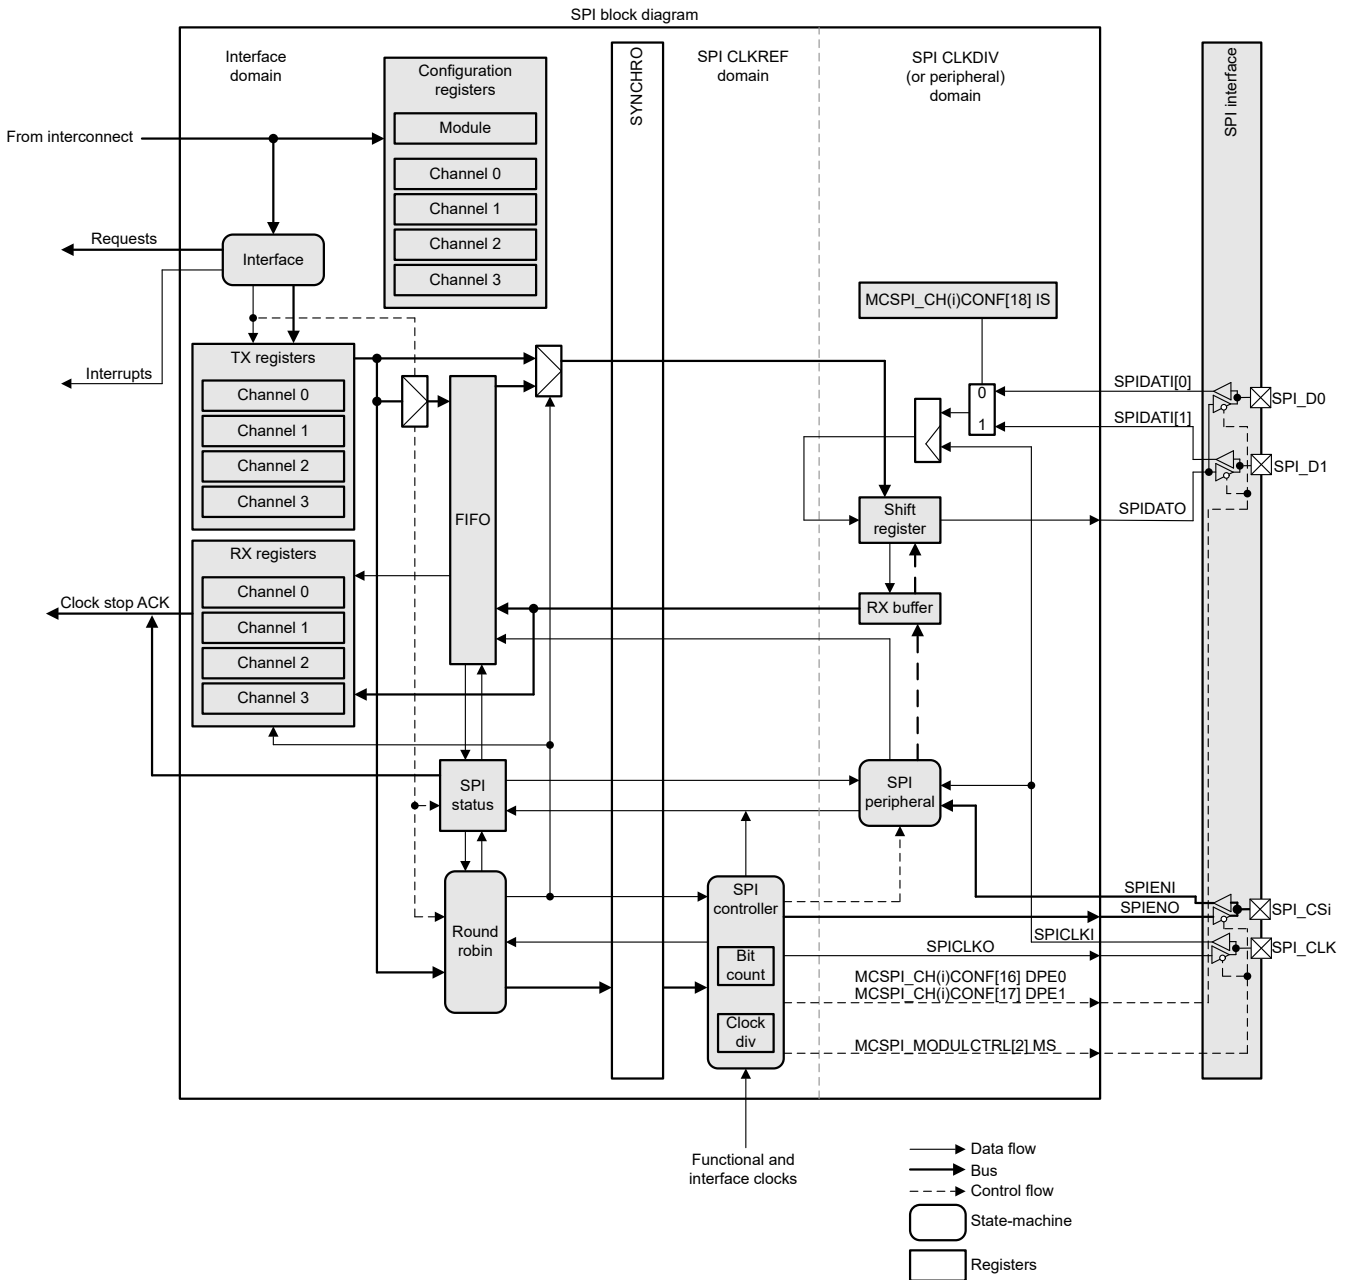 SPI block diagram
Interface
domain
Configuration
registers
Module
Channel 0
Channel 1
Channel 2
Channel 3
SYNCHRO
SPI CLKREF
domain
SPI CLKDIV
(or peripheral)
domain
SPI interface
From interconnect
Requests
Interface
Interrupts
MCSPI_CH(i)CONF[18] IS
TX registers
Channel 0
Channel 1
Channel 2
Channel 3
FIFO
0
1
SPIDATI[0]
SPI_D0
SPIDATI[1]
SPI_D1
Shift
register
SPIDATO
RX registers
Channel 0
Channel 1
Channel 2
Channel 3
Clock stop ACK
RX buffer
SPI
status
SPI
peripheral
Round
robin
SPI
controller
Bit
count
Clock
div
SPIENI
SPIENO
SPI_CSi
SPICLKI
SPICLKO
SPI_CLK
MCSPI_CH(i)CONF[16] DPE0
MCSPI_CH(i)CONF[17] DPE1
MCSPI_MODULCTRL[2] MS
Functional and
interface clocks
Data flow
Bus
Control flow
State-machine
Registers